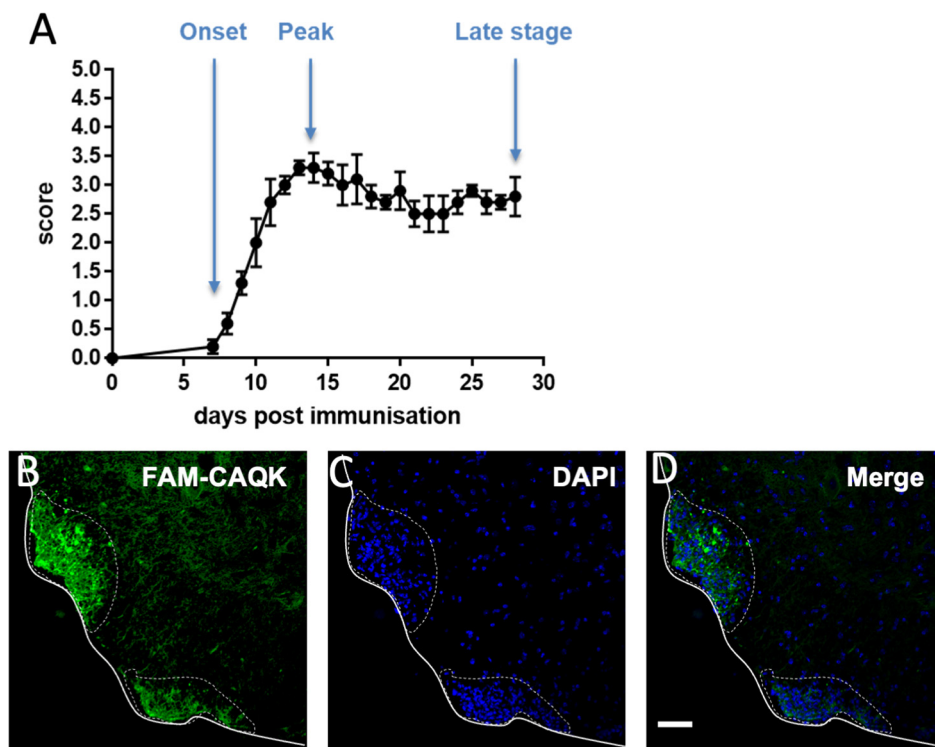 A
Onset Peak Late stage
5.0
4.5
4.0
3.5
3.0
2.5
2.0
1.5
1.0
0.5
0.0
score
0 5 10 15 20 25 30
days post immunisation
B FAM-CAQK
C DAPI
D Merge